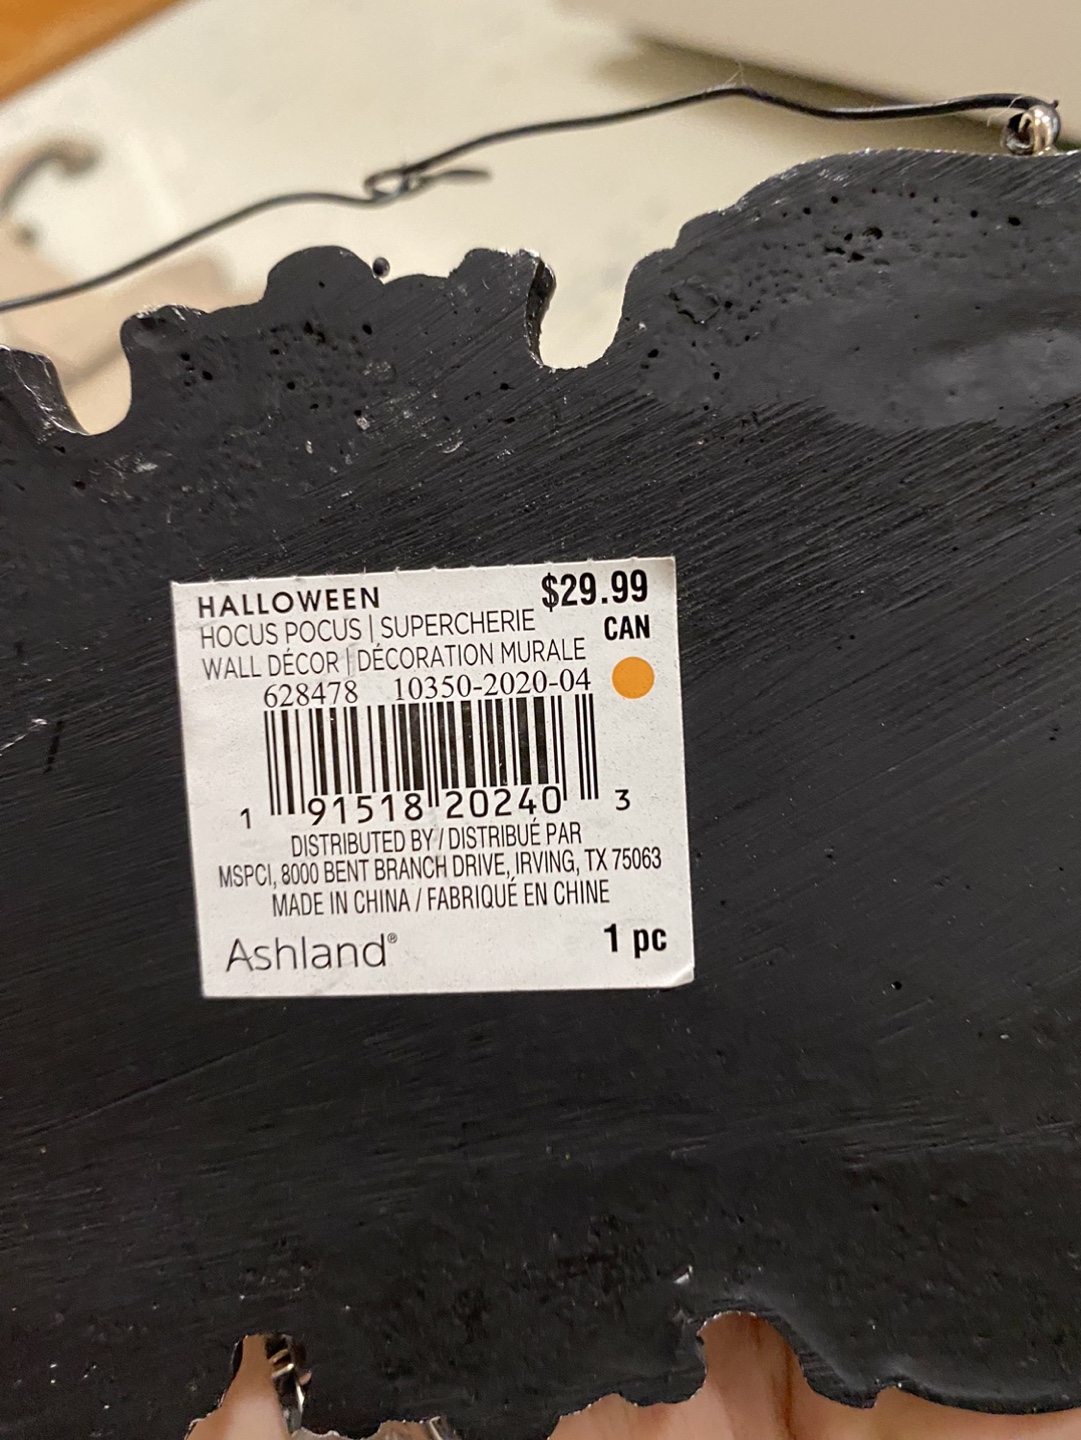 HALLOWEEN $29.99
HOCUS POCUS | SUPERCHERIE CAN
WALL DÉCOR | DÉCORATION MURALE
628478 10350-2020-04
1 91518 20240 3
DISTRIBUTED BY / DISTRIBUÉ PAR
MSPCI, 8000 BENT BRANCH DRIVE, IRVING, TX 75063
MADE IN CHINA / FABRIQUÉ EN CHINE
Ashland® 1 pc